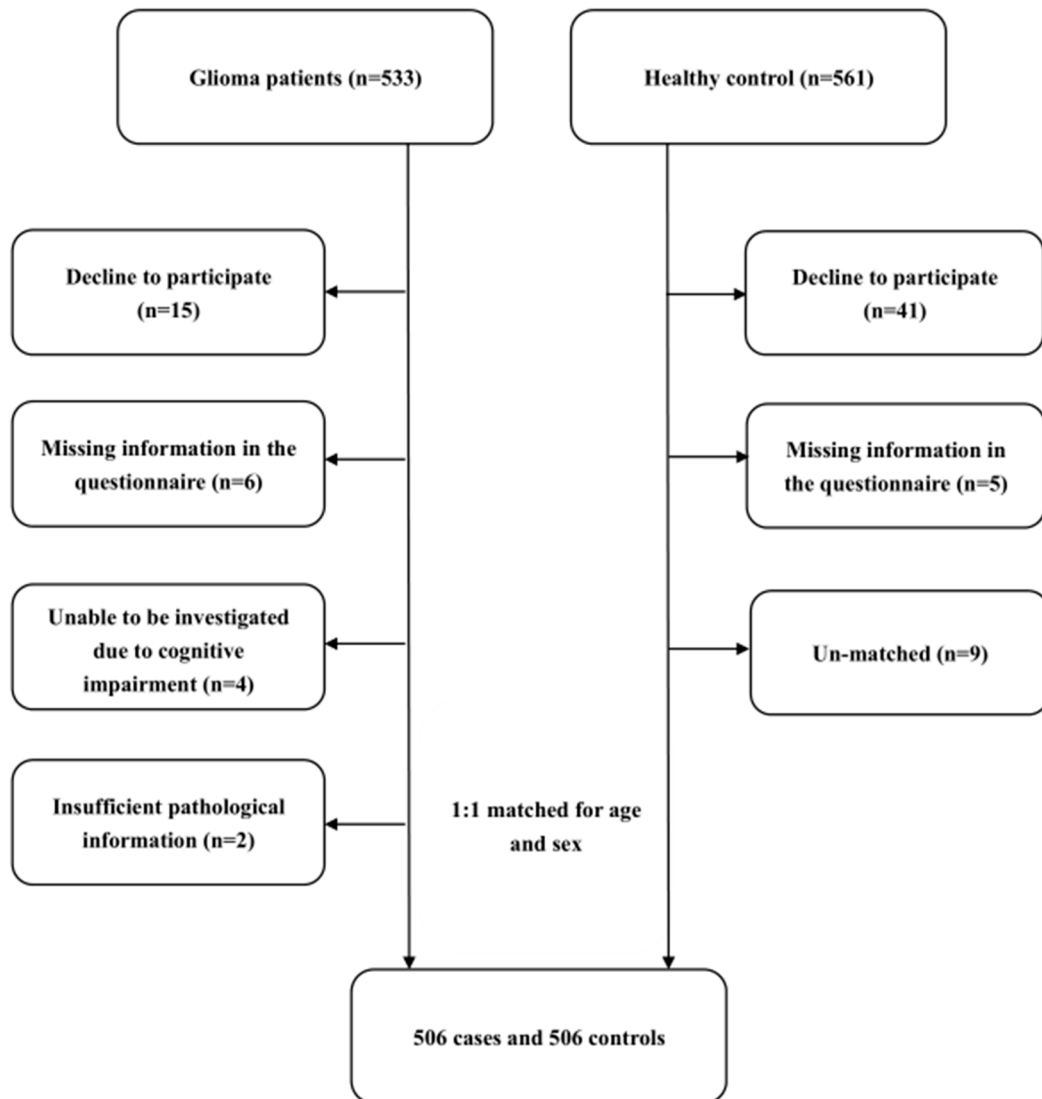 Glioma patients (n=533)
Healthy control (n=561)
Decline to participate
(n=15)
Decline to participate
(n=41)
Missing information in the
questionnaire (n=6)
Missing information in
the questionnaire (n=5)
Unable to be investigated
due to cognitive
impairment (n=4)
Un-matched (n=9)
Insufficient pathological
information (n=2)
1:1 matched for age
and sex
506 cases and 506 controls